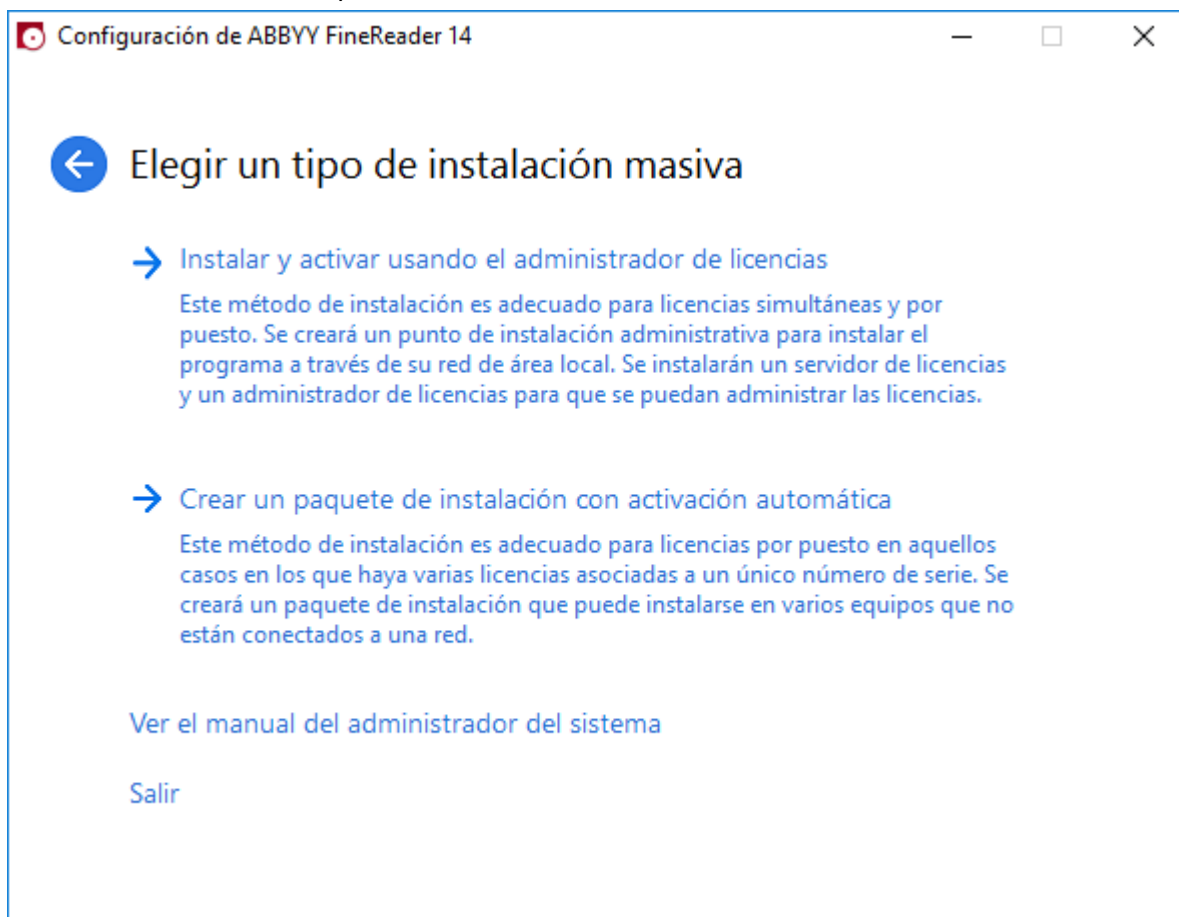 Configuración de ABBYY FineReader 14
Elegir un tipo de instalación masiva
Instalar y activar usando el administrador de licencias
Este método de instalación es adecuado para licencias simultáneas y por
puesto. Se creará un punto de instalación administrativa para instalar el
programa a través de su red de área local. Se instalarán un servidor de licencias
y un administrador de licencias para que se puedan administrar las licencias.
Crear un paquete de instalación con activación automática
Este método de instalación es adecuado para licencias por puesto en aquellos
casos en los que haya varias licencias asociadas a un único número de serie. Se
creará un paquete de instalación que puede instalarse en varios equipos que no
están conectados a una red.
Ver el manual del administrador del sistema
Salir